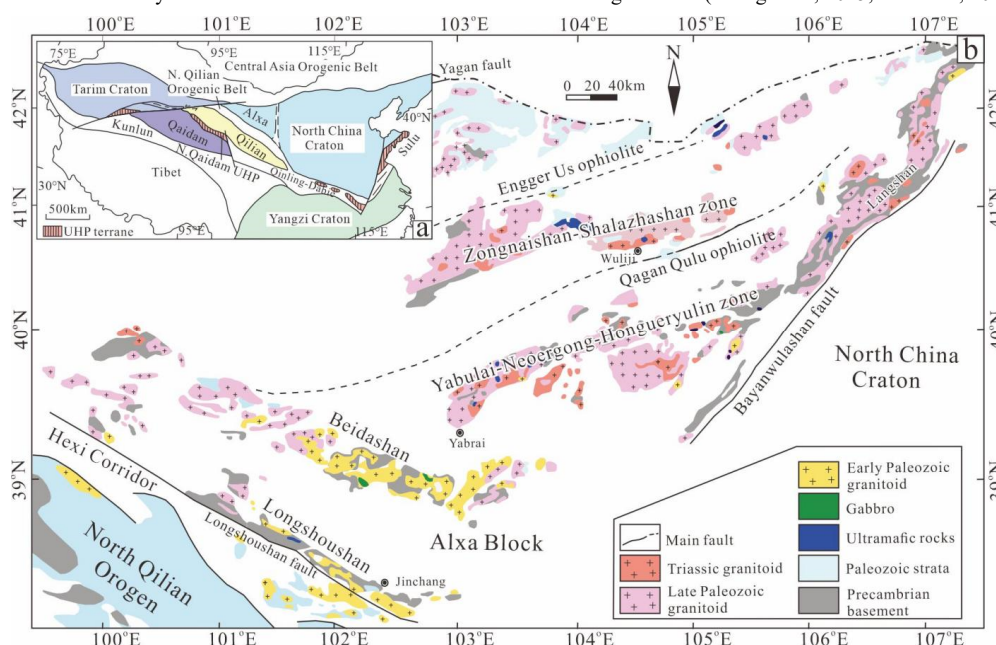 100°E 101°E 102°E 103°E 104°E 105°E 106°E 107°E
b
75°E
95°E
115°E
Central Asia Orogenic Belt
N. Qilian
Orogenic Belt
Tarim Craton
Alxa
North China
Craton
40°N
Kunlun
Qaidam
Qilian
N.Qaidam UHP
Sulu
Tibet
Qinling-Dabie
30°N
500km
Yangzi Craton
95°E
115°E
UHP terrane
a
Yagan fault
0 20 40km
N
42°N
42°N
Engger Us ophiolite
41°N
41°N
Langshan
Zongnaishan-Shalazhashan zone
Wuliji
Qagan Qulu ophiolite
40°N
40°N
Yabulai-Neoergong-Hongueryulin zone
Bayanwulashan fault
North China
Craton
Yabrai
Beidashan
Hexi Corridor
39°N
Longshoushan
Longshoushan fault
Alxa Block
North Qilian
Orogen
Jinchang
Main fault
Triassic granitoid
Late Paleozoic
granitoid
Early Paleozoic
granitoid
Gabbro
Ultramafic rocks
Paleozoic strata
Precambrian
basement
100°E 101°E 102°E 103°E 104°E 105°E 106°E 107°E